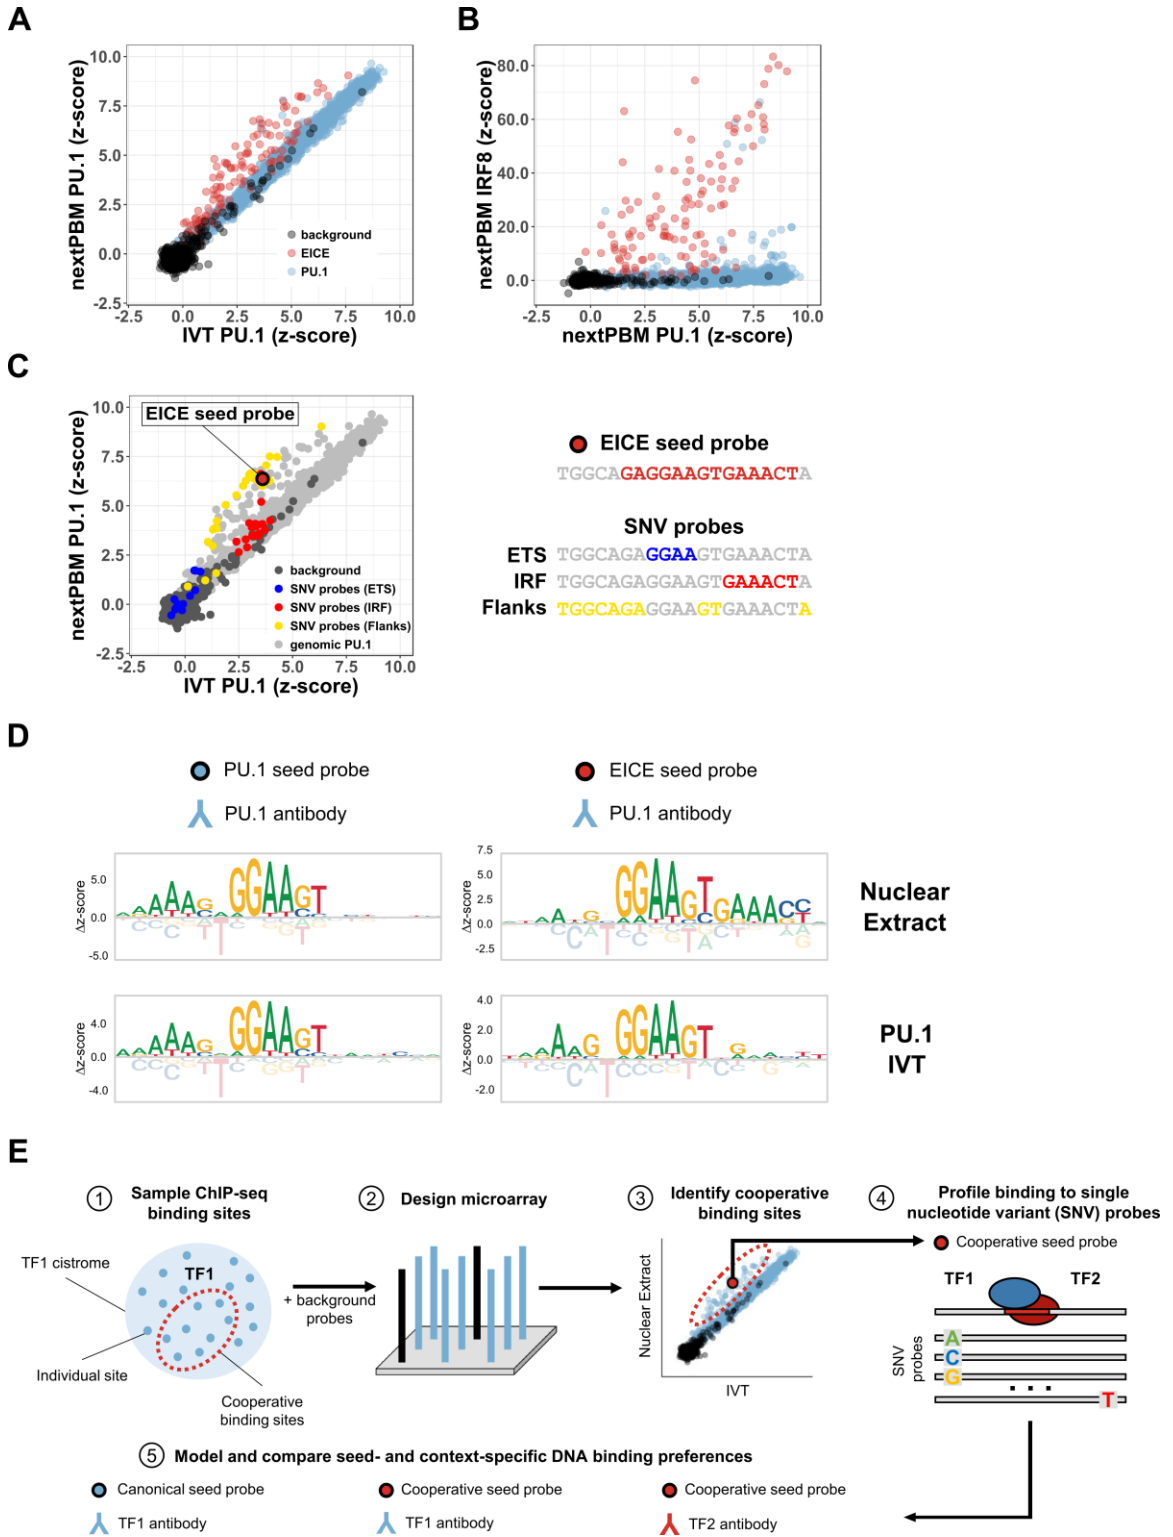 A
nextPBM PU.1 (z-score)
10.0
7.5
5.0
2.5
0.0
-2.5
background
EICE
PU.1
-2.5 0.0 2.5 5.0 7.5 10.0
IVT PU.1 (z-score)
B
nextPBM IRF8 (z-score)
80.0
60.0
40.0
20.0
0.0
-2.5 0.0 2.5 5.0 7.5 10.0
nextPBM PU.1 (z-score)
C
nextPBM PU.1 (z-score)
10.0
7.5
5.0
2.5
0.0
-2.5
EICE seed probe
background
SNV probes (ETS)
SNV probes (IRF)
SNV probes (Flanks)
genomic PU.1
-2.5 0.0 2.5 5.0 7.5 10.0
IVT PU.1 (z-score)
EICE seed probe
TGGCAGAGGAAGTGAAACTA
SNV probes
ETS TGGCAGAGGAAGTGAAACTA
IRF TGGCAGAGGAAGTGAAACTA
Flanks TGGCAGAGGAAGTGAAACTA
D
PU.1 seed probe
PU.1 antibody
EICE seed probe
PU.1 antibody
Δz-score
5.0
0.0
-5.0
Δz-score
7.5
5.0
2.5
0.0
-2.5
Nuclear
Extract
Δz-score
4.0
0.0
-4.0
Δz-score
4.0
2.0
0.0
-2.0
PU.1
IVT
E
1 Sample ChIP-seq
binding sites
TF1 cistrome
TF1
Individual site
Cooperative
binding sites
+ background
probes
2 Design microarray
3 Identify cooperative
binding sites
Nuclear Extract
IVT
4 Profile binding to single
nucleotide variant (SNV) probes
Cooperative seed probe
TF1 TF2
SNV
probes
A
C
G
. . .
T
5 Model and compare seed- and context-specific DNA binding preferences
Canonical seed probe
TF1 antibody
Cooperative seed probe
TF1 antibody
Cooperative seed probe
TF2 antibody